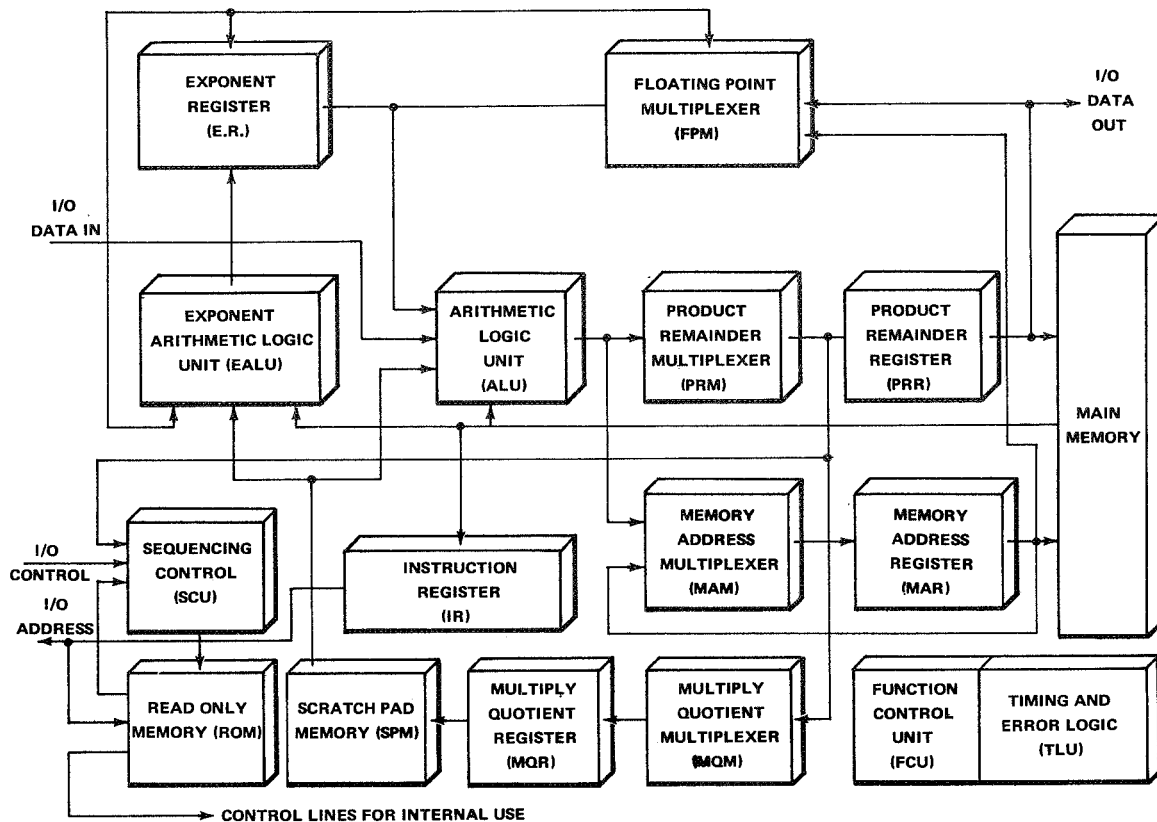 EXPONENT
REGISTER
(E.R.)
FLOATING POINT
MULTIPLEXER
(FPM)
I/O
DATA
OUT
I/O
DATA IN
EXPONENT
ARITHMETIC LOGIC
UNIT (EALU)
ARITHMETIC
LOGIC
UNIT
(ALU)
PRODUCT
REMAINDER
MULTIPLEXER
(PRM)
PRODUCT
REMAINDER
REGISTER
(PRR)
MAIN
MEMORY
I/O
CONTROL
I/O
ADDRESS
SEQUENCING
CONTROL
(SCU)
INSTRUCTION
REGISTER
(IR)
MEMORY
ADDRESS
MULTIPLEXER
(MAM)
MEMORY
ADDRESS
REGISTER
(MAR)
READ ONLY
MEMORY (ROM)
SCRATCH PAD
MEMORY (SPM)
MULTIPLY
QUOTIENT
REGISTER
(MQR)
MULTIPLY
QUOTIENT
MULTIPLEXER
(MQM)
FUNCTION
CONTROL
UNIT
(FCU)
TIMING AND
ERROR LOGIC
(TLU)
CONTROL LINES FOR INTERNAL USE